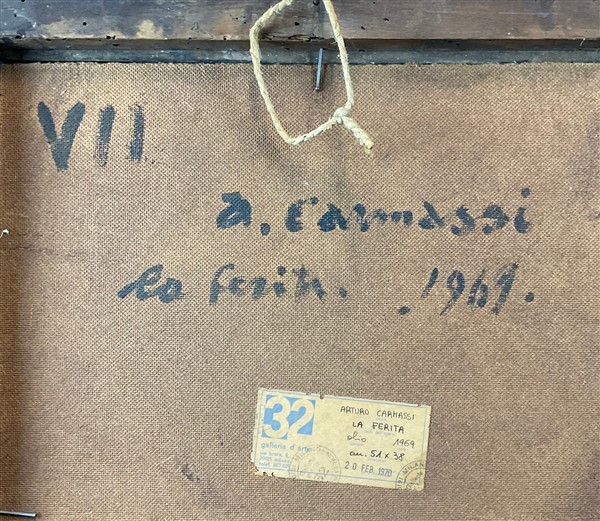 VII
a. Carmassi
la ferita. 1969.
32
galleria d'arte
ARTURO CARMASSI
LA FERITA
olio 1969
cm. 51 x 38
20 FEB. 1970
MILANO